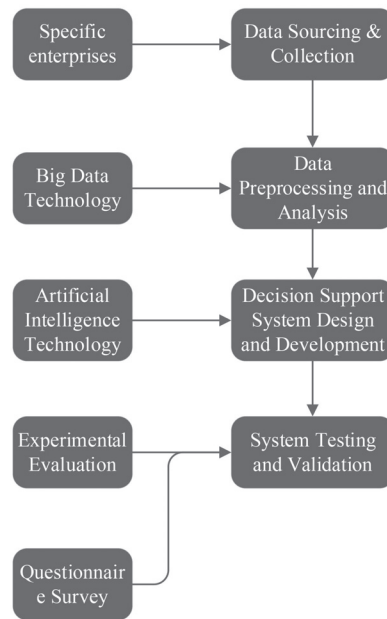 Specific
enterprises
Data Sourcing &
Collection
Big Data
Technology
Data
Preprocessing and
Analysis
Artificial
Intelligence
Technology
Decision Support
System Design
and Development
Experimental
Evaluation
System Testing
and Validation
Questionnair
e Survey